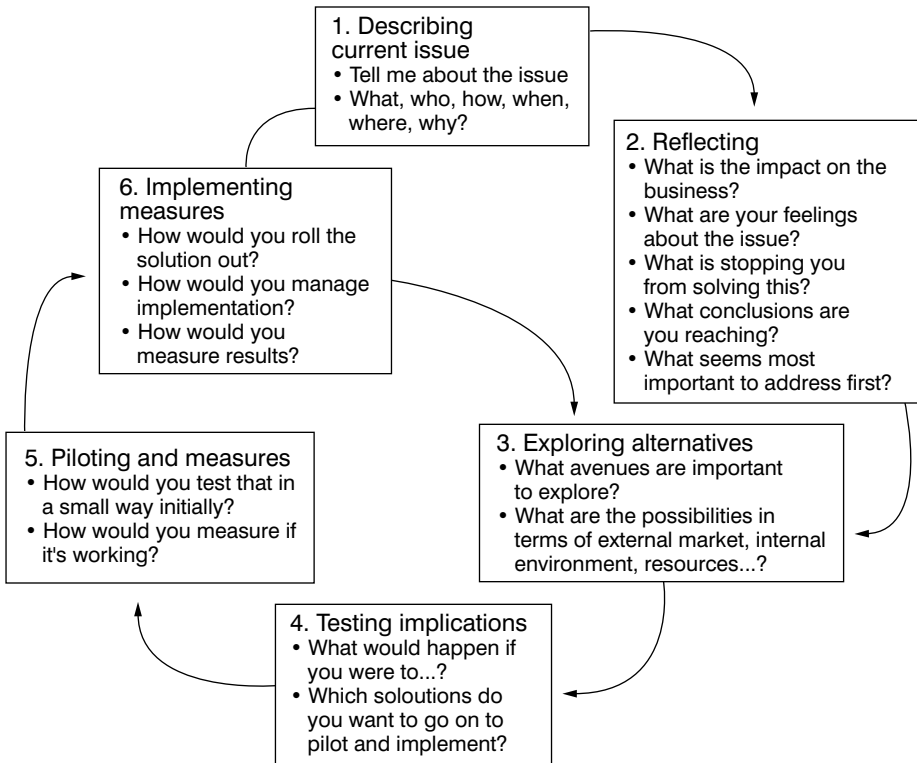 1. Describing
current issue
• Tell me about the issue
• What, who, how, when,
where, why?
2. Reflecting
• What is the impact on the
business?
• What are your feelings
about the issue?
• What is stopping you
from solving this?
• What conclusions are
you reaching?
• What seems most
important to address first?
3. Exploring alternatives
• What avenues are important
to explore?
• What are the possibilities in
terms of external market, internal
environment, resources...?
4. Testing implications
• What would happen if
you were to...?
• Which soloutions do
you want to go on to
pilot and implement?
5. Piloting and measures
• How would you test that in
a small way initially?
• How would you measure if
it's working?
6. Implementing
measures
• How would you roll the
solution out?
• How would you manage
implementation?
• How would you
measure results?